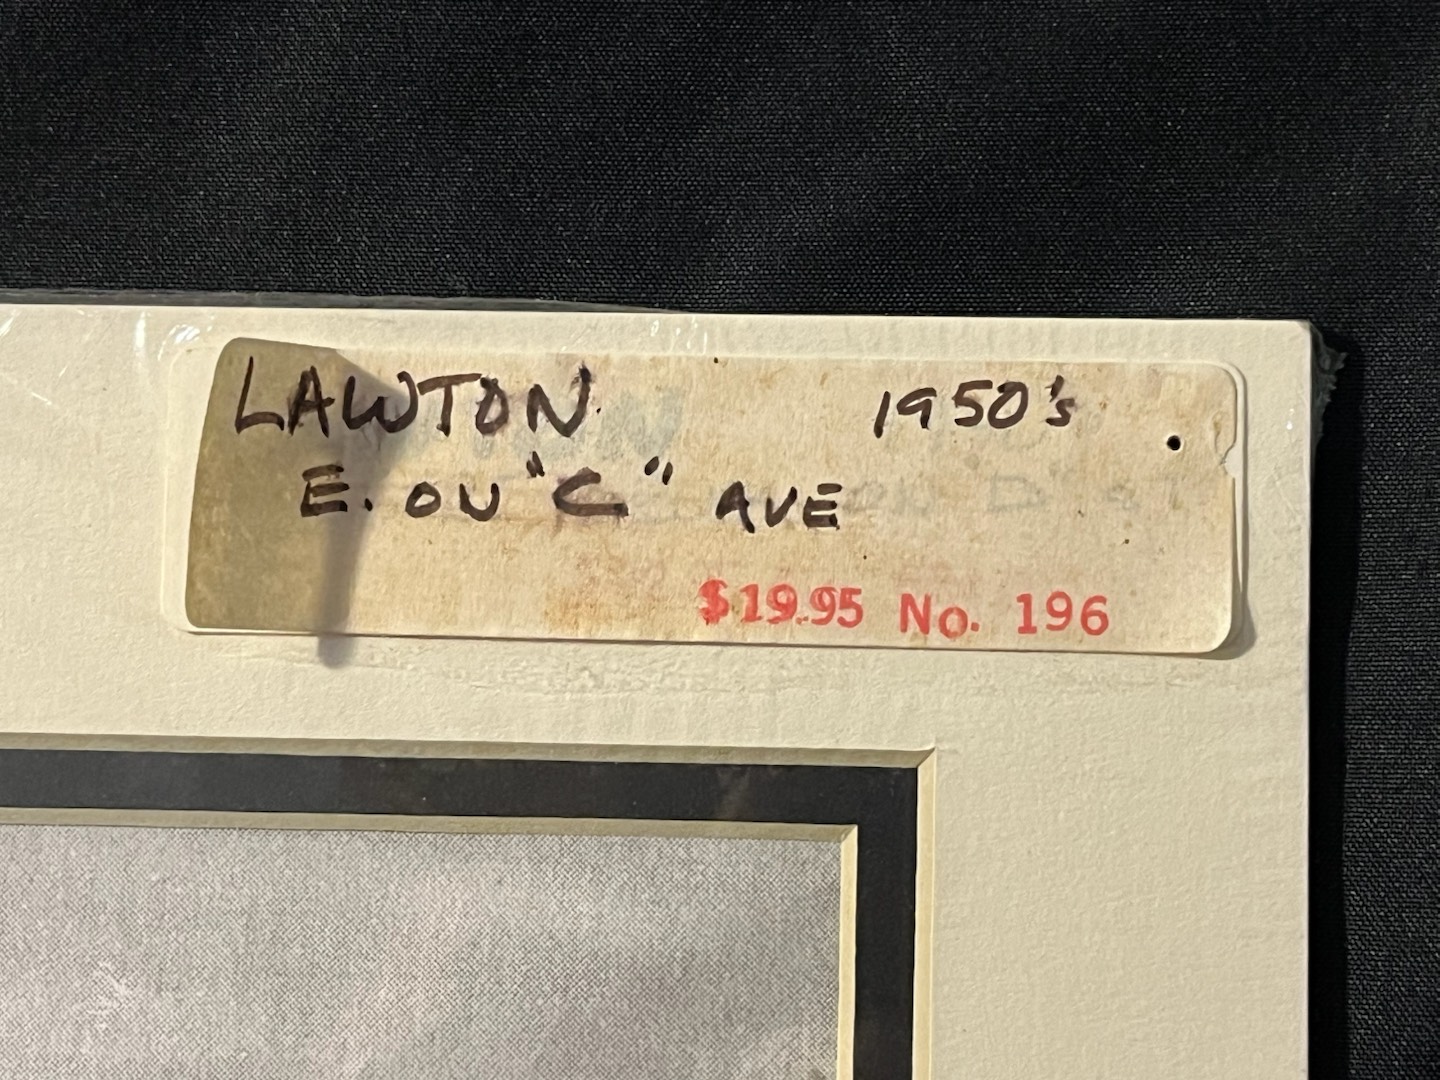 LAWTON 1950's
E. ON "C" AVE
$19.95 No. 196